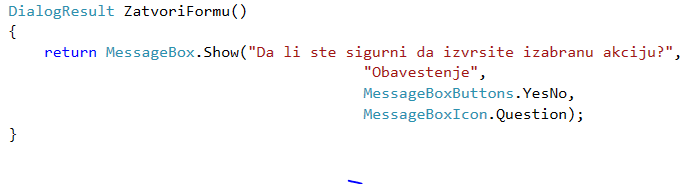 DialogResult ZatvoriFormu()
{
    return MessageBox.Show("Da li ste sigurni da izvrsite izabranu akciju?",
                                        "Obavestenje",
                                        MessageBoxButtons.YesNo,
                                        MessageBoxIcon.Question);
}